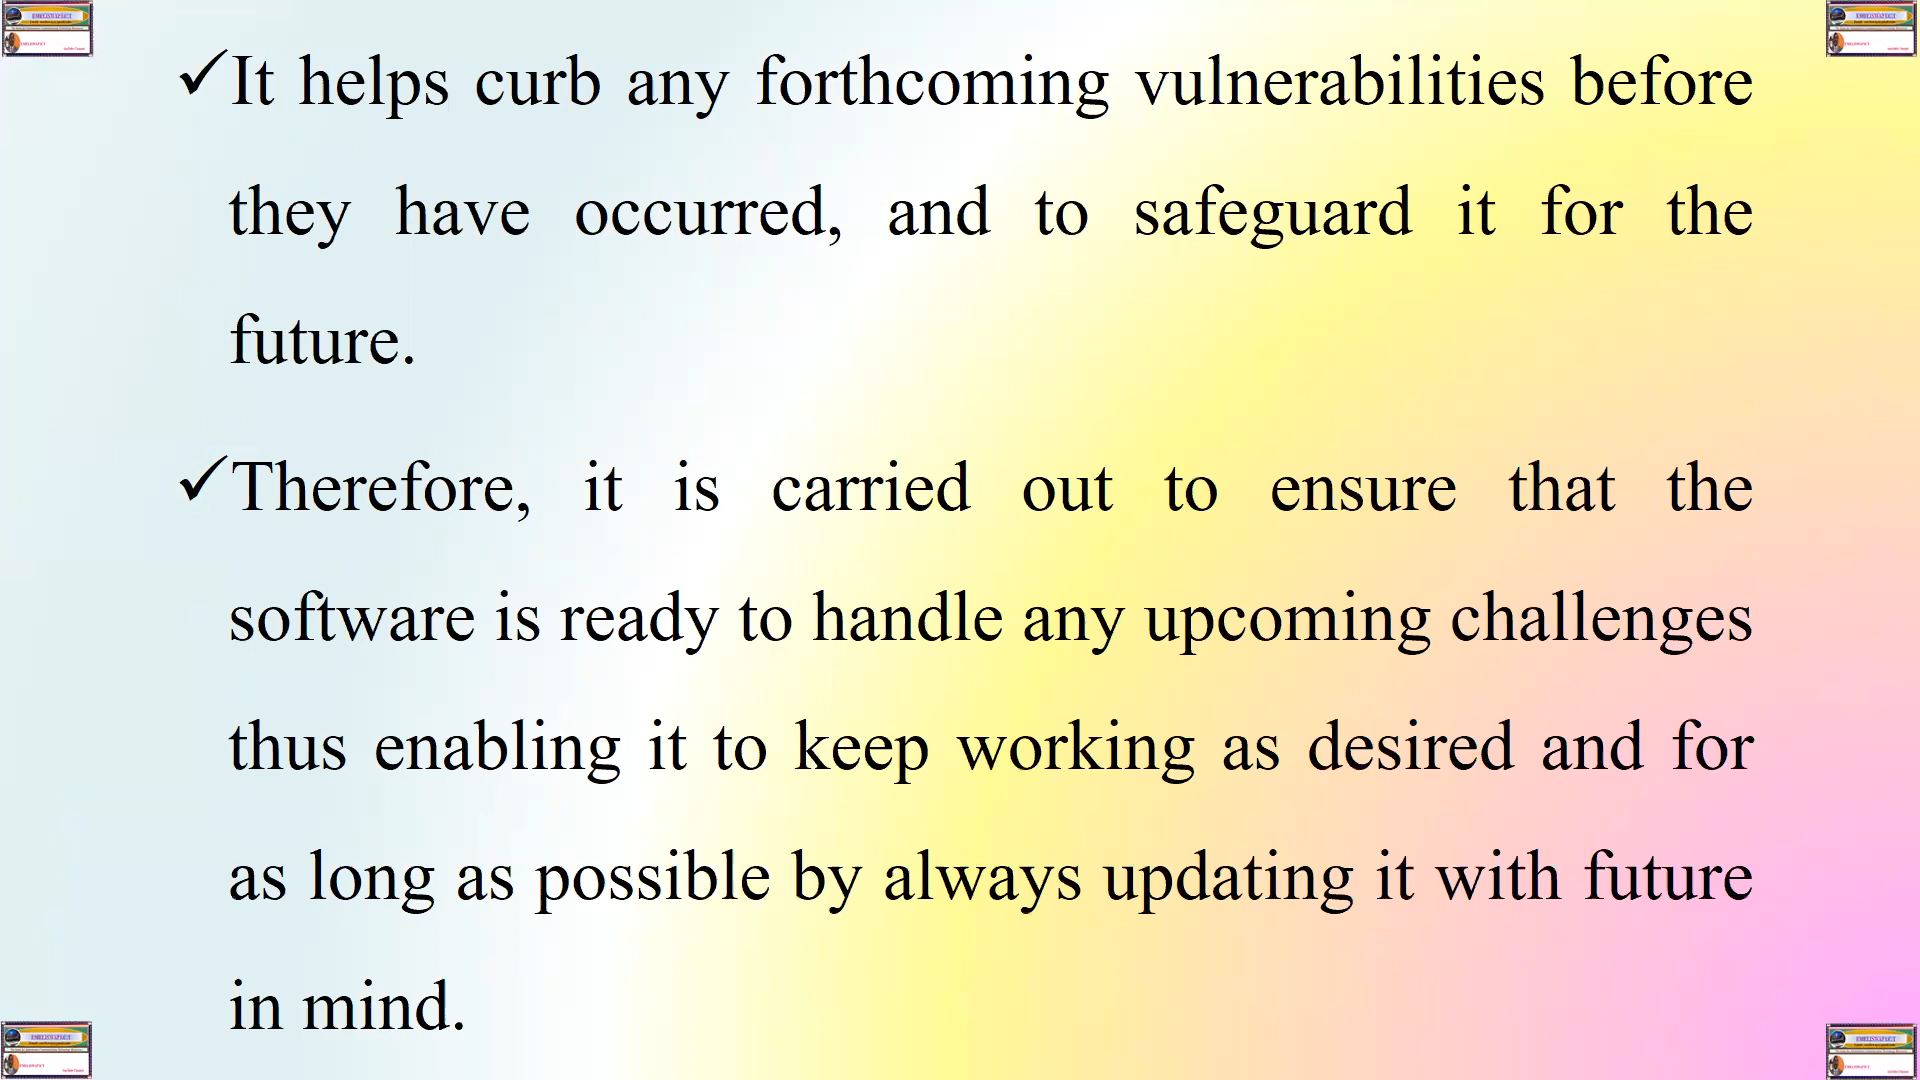 ✓It helps curb any forthcoming vulnerabilities before
they have occurred, and to safeguard it for the
future.
✓Therefore, it is carried out to ensure that the
software is ready to handle any upcoming challenges
thus enabling it to keep working as desired and for
as long as possible by always updating it with future
in mind.